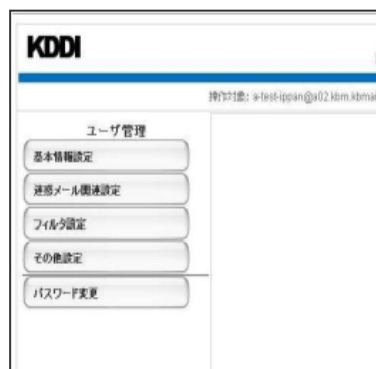 KDDI
操作対象: a-test-ippan@a02.kbm.kbmai
ユーザ管理
基本情報設定
迷惑メール関連設定
フィルタ設定
その他設定
パスワード変更